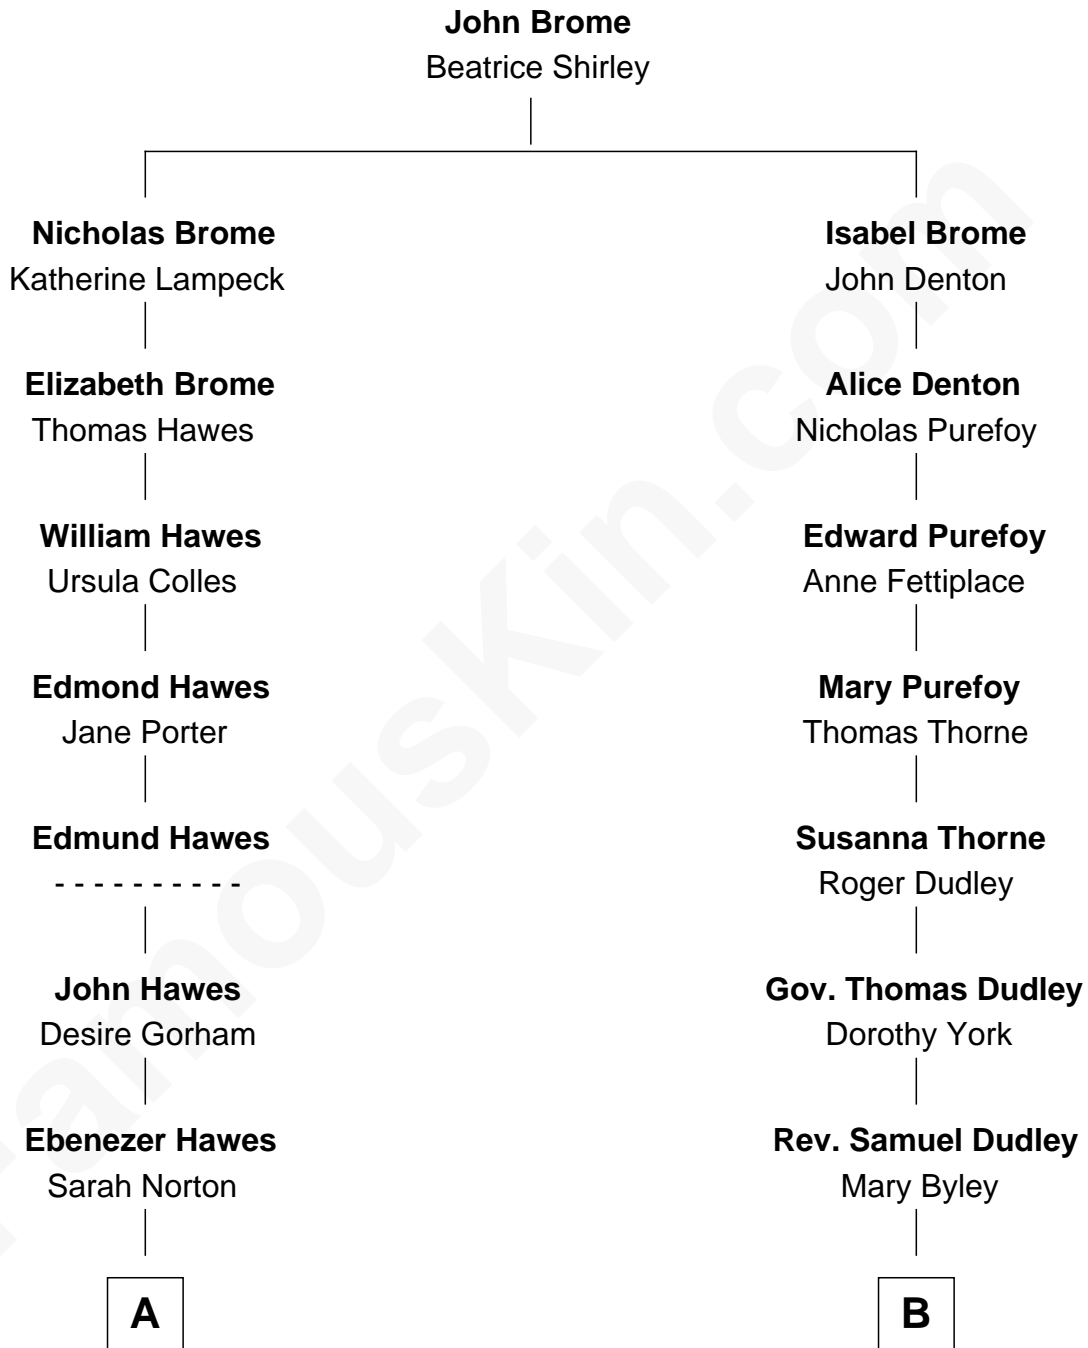 John Brome
Beatrice Shirley
Nicholas Brome
Katherine Lampeck
Isabel Brome
John Denton
Elizabeth Brome
Thomas Hawes
Alice Denton
Nicholas Purefoy
William Hawes
Ursula Colles
Edward Purefoy
Anne Fettiplace
Edmond Hawes
Jane Porter
Mary Purefoy
Thomas Thorne
Edmund Hawes
- - - - - - - - - -
Susanna Thorne
Roger Dudley
John Hawes
Desire Gorham
Gov. Thomas Dudley
Dorothy York
Ebenezer Hawes
Sarah Norton
Rev. Samuel Dudley
Mary Byley
A
B
FamousKin.com